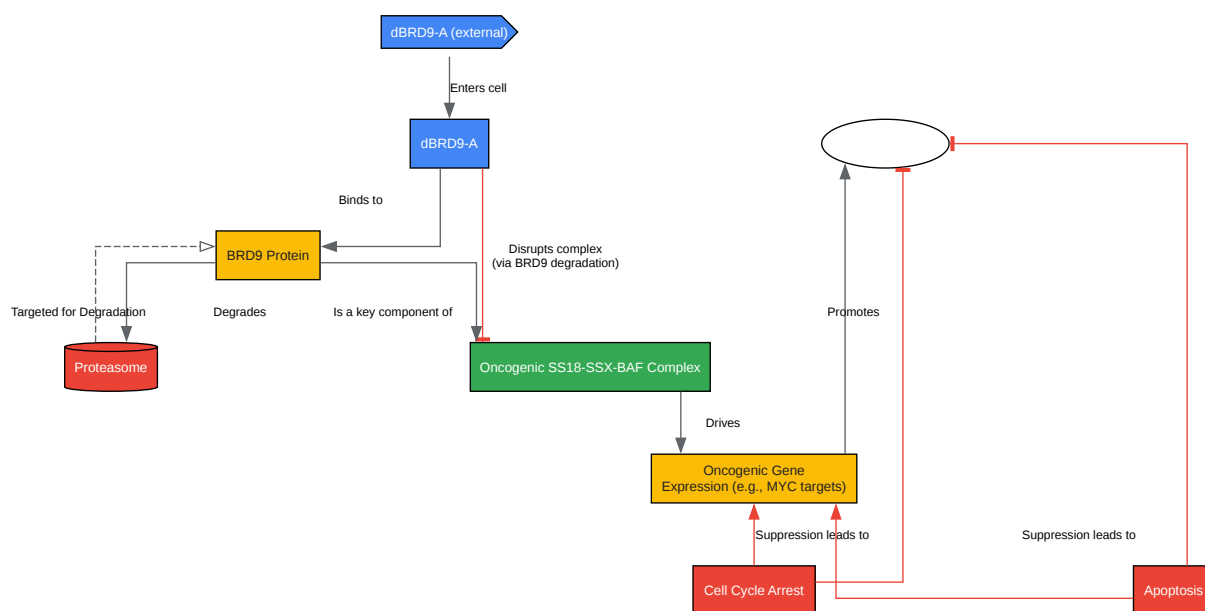 dBRD9-A (external)
Enters cell
dBRD9-A
Binds to
BRD9 Protein
Disrupts complex
(via BRD9 degradation)
Targeted for Degradation
Degrades
Is a key component of
Promotes
Proteasome
Oncogenic SS18-SSX-BAF Complex
Drives
Oncogenic Gene
Expression (e.g., MYC targets)
Suppression leads to
Suppression leads to
Cell Cycle Arrest
Apoptosis